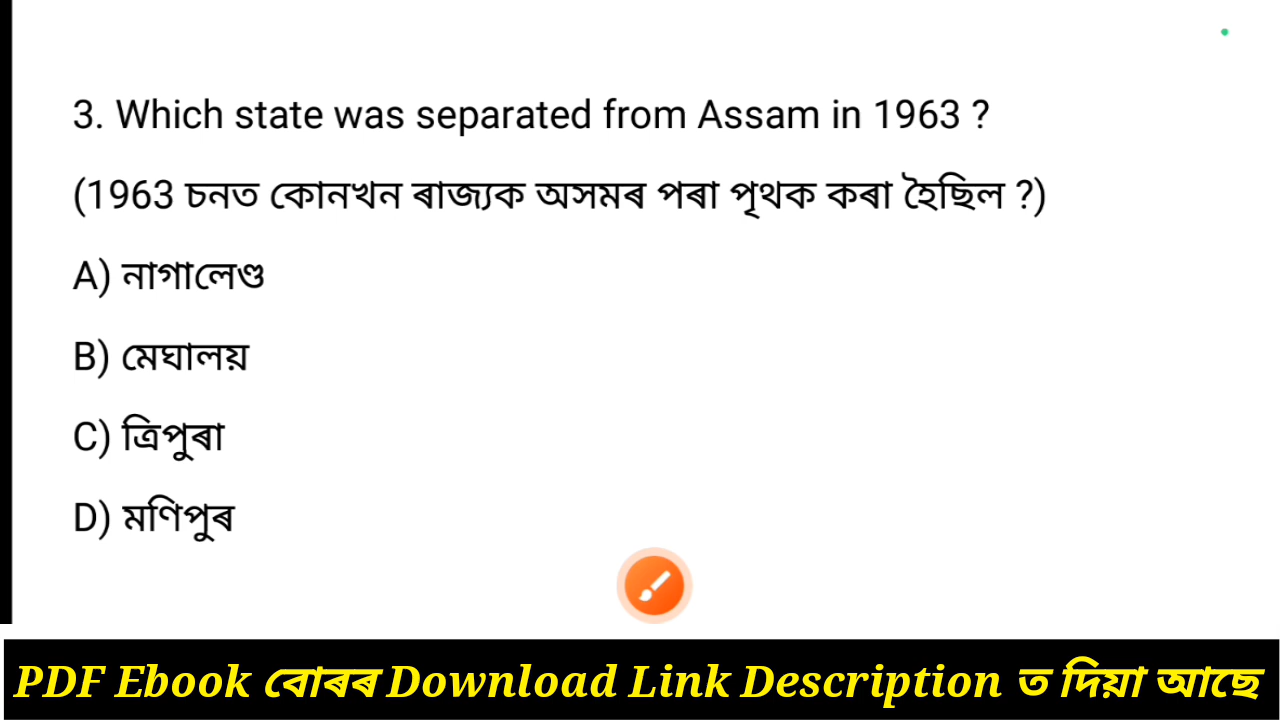 3. Which state was separated from Assam in 1963 ?
(1963 চনত কোনখন ৰাজ্যক অসমৰ পৰা পৃথক কৰা হৈছিল ?)
A) নাগালেণ্ড
B) মেঘালয়
C) ত্ৰিপুৰা
D) মণিপুৰ
PDF Ebook বোৰৰ Download Link Description ত দিয়া আছে